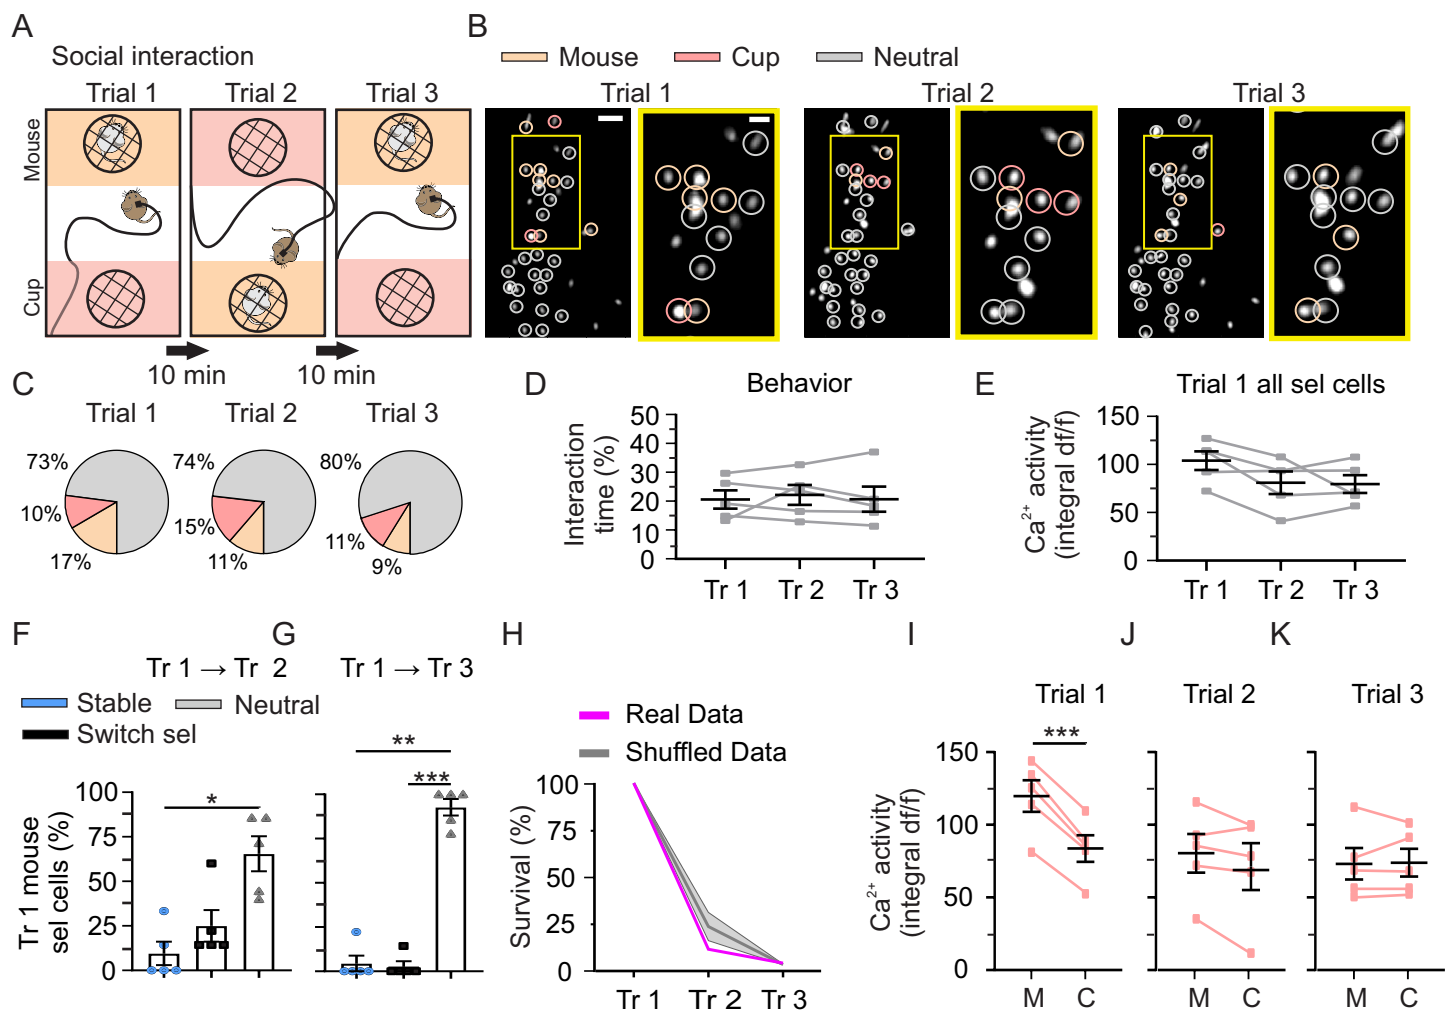 A
Social interaction
Trial 1 Trial 2 Trial 3
Mouse
Cup
10 min 10 min
B
Mouse Cup Neutral
Trial 1 Trial 2 Trial 3
C
Trial 1 Trial 2 Trial 3
73% 74% 80%
10% 15% 11%
17% 11% 9%
D
Behavior
Interaction
time (%)
50
40
30
20
10
0
Tr 1 Tr 2 Tr 3
E
Trial 1 all sel cells
Ca2+ activity
(integral df/f)
150
100
50
0
Tr 1 Tr 2 Tr 3
F
Tr 1 → Tr 2
Stable Neutral
Switch sel
Tr 1 mouse
sel cells (%)
100
75
50
25
0
*
G
Tr 1 → Tr 3
**
***
H
Real Data
Shuffled Data
Survival (%)
100
50
0
Tr 1 Tr 2 Tr 3
I
Trial 1
***
Ca2+ activity
(integral df/f)
150
100
50
0
M C
J
Trial 2
M C
K
Trial 3
M C